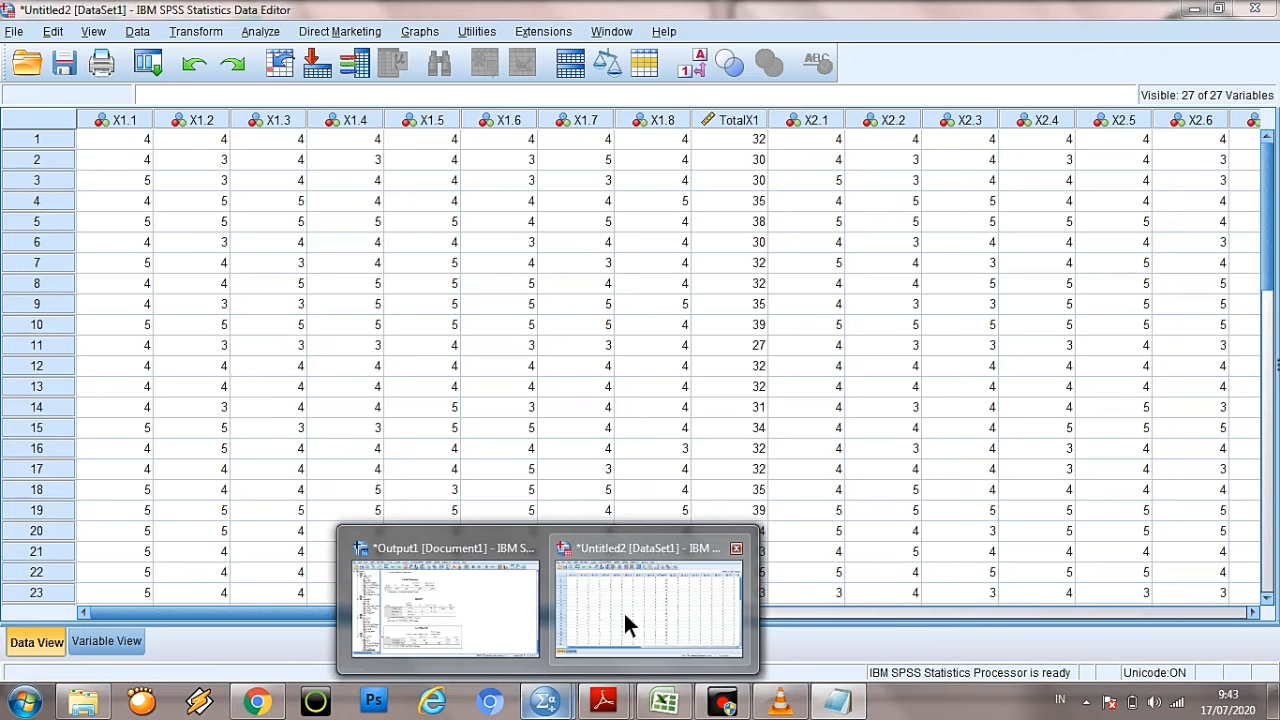 *Untitled2 [DataSet1] - IBM SPSS Statistics Data Editor
File Edit View Data Transform Analyze Direct Marketing Graphs Utilities Extensions Window Help
Visible: 27 of 27 Variables
X1.1 X1.2 X1.3 X1.4 X1.5 X1.6 X1.7 X1.8 TotalX1 X2.1 X2.2 X2.3 X2.4 X2.5 X2.6
1 4 4 4 4 4 4 4 4 32 4 4 4 4 4 4
2 4 3 4 3 4 3 5 4 30 4 3 4 3 4 3
3 5 3 4 4 4 3 3 4 30 5 3 4 4 4 3
4 4 5 5 4 4 4 4 5 35 4 5 5 4 4 4
5 5 5 5 5 5 4 5 4 38 5 5 5 5 5 4
6 4 3 4 4 4 3 4 4 30 4 3 4 4 4 3
7 5 4 3 4 5 4 3 4 32 5 4 3 4 5 4
8 4 4 5 5 5 5 4 4 32 4 4 5 5 5 5
9 4 3 3 5 5 5 5 5 35 4 3 3 5 5 5
10 5 5 5 5 5 5 5 4 39 5 5 5 5 5 5
11 4 3 3 3 4 3 3 4 27 4 3 3 3 4 3
12 4 4 4 4 4 4 4 4 32 4 4 4 4 4 4
13 4 4 4 4 4 4 4 4 32 4 4 4 4 4 4
14 4 3 4 4 5 3 4 4 31 4 3 4 4 5 3
15 4 5 3 3 5 5 5 4 34 4 5 3 3 5 5
16 4 5 4 4 4 4 4 3 32 4 5 4 3 4 4
17 4 4 4 4 4 5 3 4 32 4 4 4 3 4 5
18 5 4 4 5 3 5 5 4 35 4 5 4 4 5 4
19 5 5 5 5 5 5 4 5 39 4 4 4 4 5 4
20 5 5 4 4 3 5 4 3 4 3
21 5 4 4 3 4 4 4 4 5 4
22 5 4 4 5 5 4 5 5 4
23 5 4 4 3 3 4 4 4 4 4
*Output1 [Document1] - IBM S...
*Untitled2 [DataSet1] - IBM ...
Data View Variable View
IBM SPSS Statistics Processor is ready Unicode:ON
IN 9:43
17/07/2020